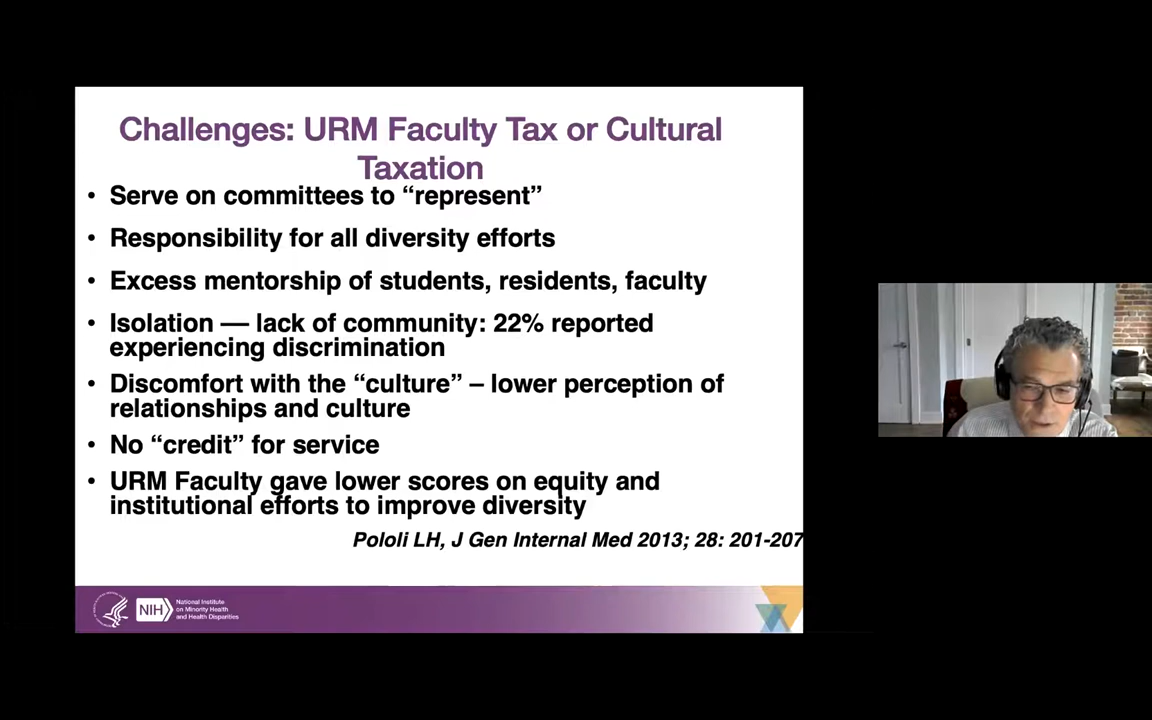 Challenges: URM Faculty Tax or Cultural
Taxation
• Serve on committees to “represent”
• Responsibility for all diversity efforts
• Excess mentorship of students, residents, faculty
• Isolation — lack of community: 22% reported
experiencing discrimination
• Discomfort with the “culture” – lower perception of
relationships and culture
• No “credit” for service
• URM Faculty gave lower scores on equity and
institutional efforts to improve diversity
Pololi LH, J Gen Internal Med 2013; 28: 201-207
NIH
National Institute
on Minority Health
and Health Disparities